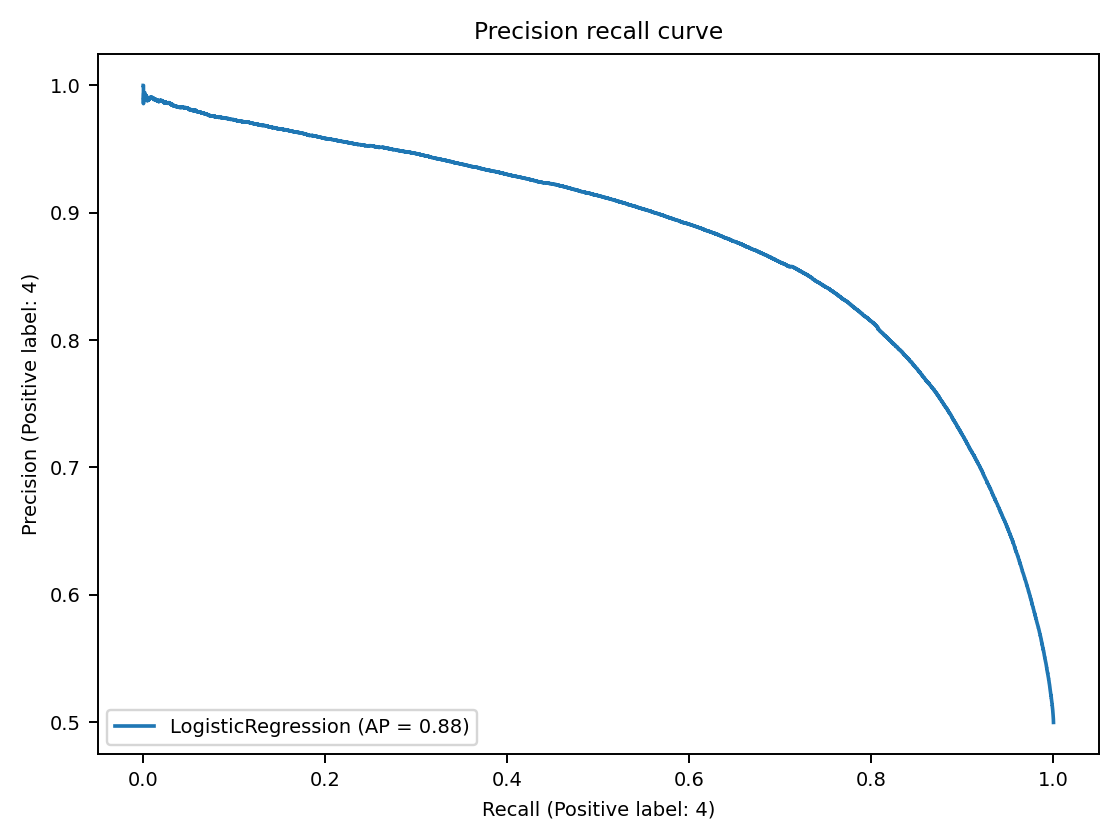 Precision recall curve
1.0
0.9
0.8
0.7
0.6
0.5
Precision (Positive label: 4)
LogisticRegression (AP = 0.88)
0.0 0.2 0.4 0.6 0.8 1.0
Recall (Positive label: 4)